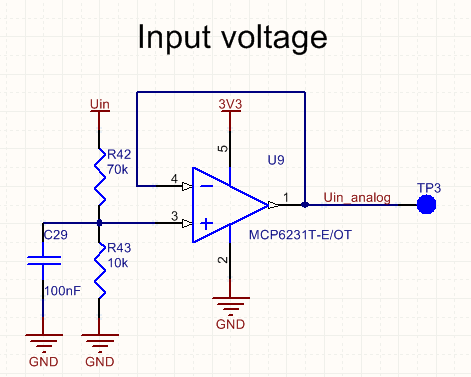 Input voltage
Uin
3V3
R42
70k
5
U9
4
1
Uin_analog
TP3
3
C29
R43
10k
MCP6231T-E/OT
2
100nF
GND
GND
GND